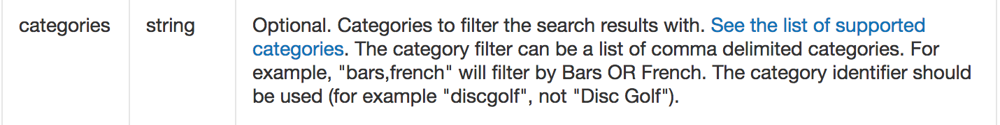 categories string Optional. Categories to filter the search results with. See the list of supported
categories. The category filter can be a list of comma delimited categories. For
example, "bars,french" will filter by Bars OR French. The category identifier should
be used (for example "discgolf", not "Disc Golf").